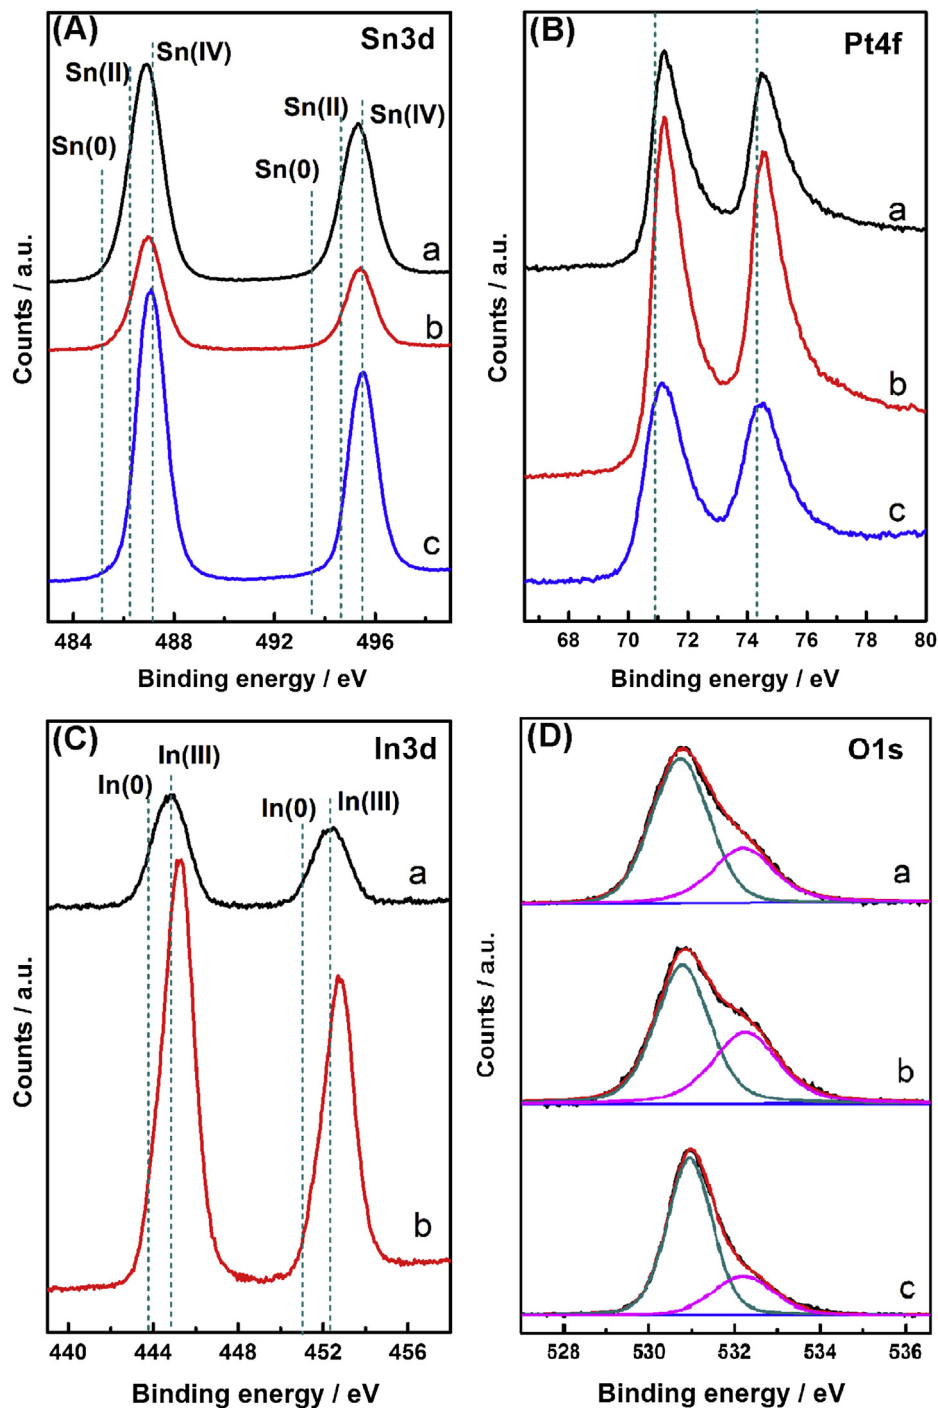 (A)
Sn3d
Sn(IV)
Sn(II)
Sn(0)
Sn(II)
Sn(IV)
Sn(0)
a
b
c
Counts / a.u.
484 488 492 496
Binding energy / eV
(B)
Pt4f
a
b
c
Counts / a.u.
68 70 72 74 76 78 80
Binding energy / eV
(C)
In3d
In(III)
In(0)
In(0)
In(III)
a
b
Counts / a.u.
440 444 448 452 456
Binding energy / eV
(D)
O1s
a
b
c
Counts / a.u.
528 530 532 534 536
Binding energy / eV